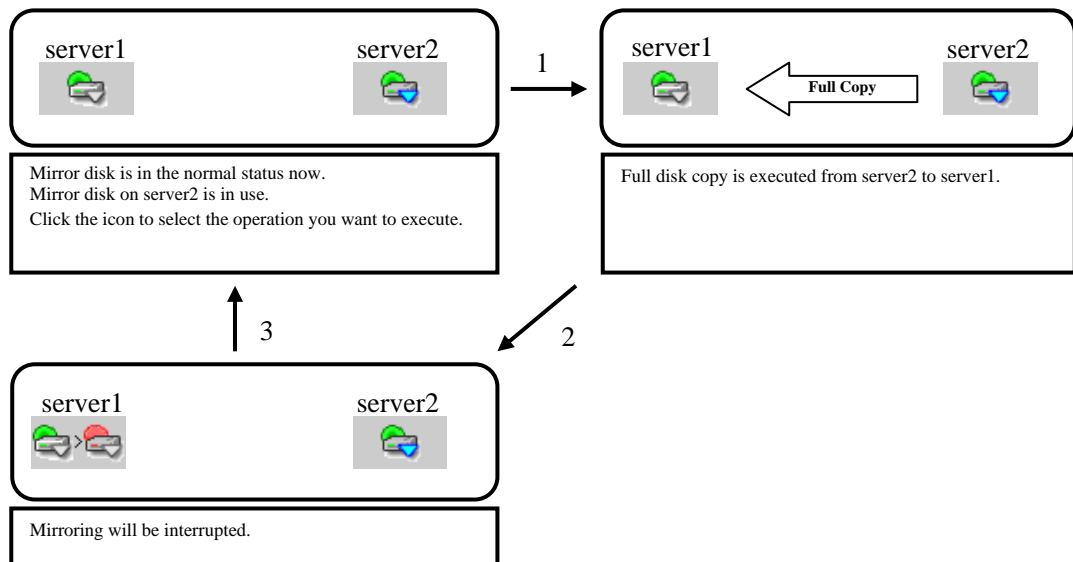 server1
server2
1
server1
Full Copy
server2
Mirror disk is in the normal status now.
Mirror disk on server2 is in use.
Click the icon to select the operation you want to execute.
Full disk copy is executed from server2 to server1.
3
2
server1
>
server2
Mirroring will be interrupted.